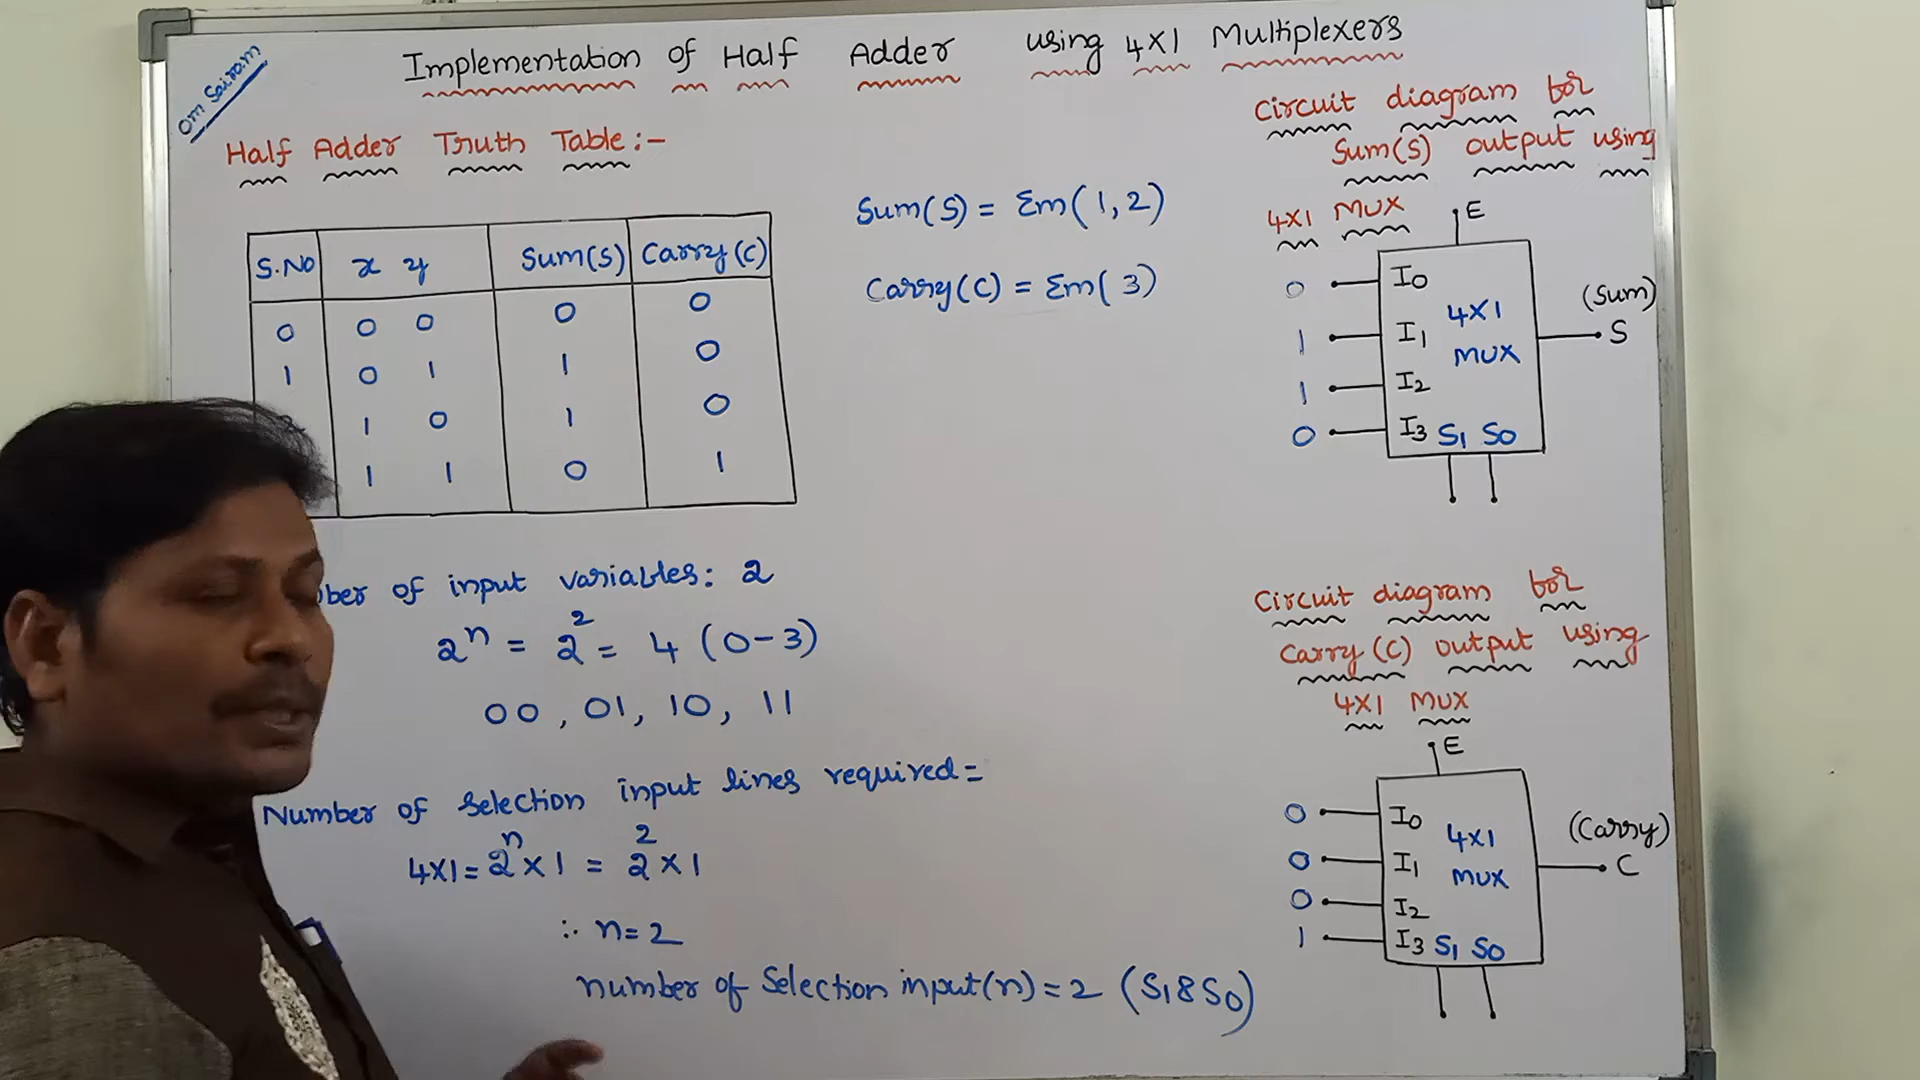 Om Sairam
Implementation of Half Adder using 4X1 Multiplexers
Half Adder Truth Table:-
S.No x y Sum(S) Carry(C)
0 0 0 0 0
1 0 1 1 0
1 0 1 0
1 1 0 1
of input variables: 2
2^n = 2^2 = 4 (0-3)
00, 01, 10, 11
Number of selection input lines required=
4X1 = 2^n X 1 = 2^2 X 1
∴ n=2
number of Selection input(n)=2 (S1&S0)
Sum(S) = Σm(1,2)
Carry(C) = Σm(3)
Circuit diagram for
Sum(S) output using
4X1 MUX
E
0 I0
1 I1
1 I2
0 I3
4X1
MUX
S1 S0
(Sum)
S
Circuit diagram for
Carry(C) output using
4X1 MUX
E
0 I0
0 I1
0 I2
1 I3
4X1
MUX
S1 S0
(Carry)
C